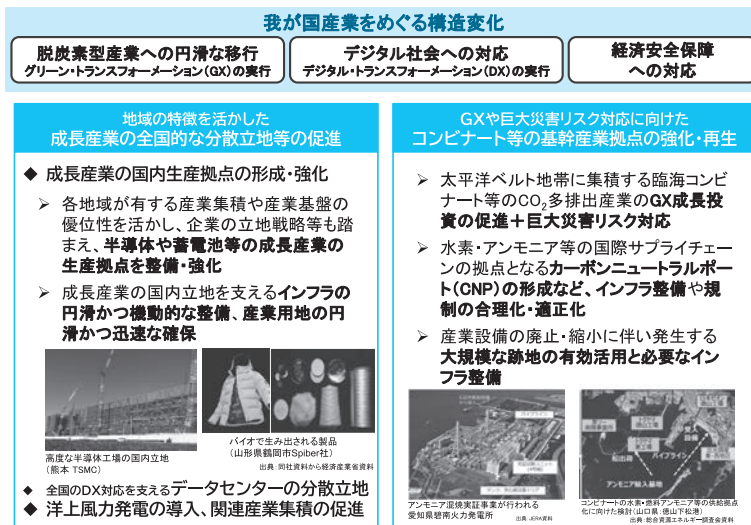 我が国産業をめぐる構造変化
脱炭素型産業への円滑な移行
グリーン・トランスフォーメーション(GX)の実行
デジタル社会への対応
デジタル・トランスフォーメーション(DX)の実行
経済安全保障
への対応
地域の特徴を活かした
成長産業の全国的な分散立地等の促進
◆ 成長産業の国内生産拠点の形成・強化
➢ 各地域が有する産業集積や産業基盤の
優位性を活かし、企業の立地戦略等も踏
まえ、半導体や蓄電池等の成長産業の
生産拠点を整備・強化
➢ 成長産業の国内立地を支えるインフラの
円滑かつ機動的な整備、産業用地の円
滑かつ迅速な確保
高度な半導体工場の国内立地
(熊本 TSMC)
バイオで生み出される製品
(山形県鶴岡市Spiber社)
出典:同社資料から経済産業省資料
◆ 全国のDX対応を支えるデータセンターの分散立地
◆ 洋上風力発電の導入、関連産業集積の促進
GXや巨大災害リスク対応に向けた
コンビナート等の基幹産業拠点の強化・再生
➢ 太平洋ベルト地帯に集積する臨海コンビ
ナート等のCO2多排出産業のGX成長投
資の促進+巨大災害リスク対応
➢ 水素・アンモニア等の国際サプライチェー
ンの拠点となるカーボンニュートラルポー
ト(CNP)の形成など、インフラ整備や規
制の合理化・適正化
➢ 産業設備の廃止・縮小に伴い発生する
大規模な跡地の有効活用と必要なイン
フラ整備
パイプライン
アンモニア混焼実証事業が行われる
愛知県碧南火力発電所
出典:JERA資料
パイプライン
アンモニア輸入基地
コンビナートの水素・燃料アンモニア等の供給拠点
化に向けた検討(山口県:徳山下松港)
出典:総合資源エネルギー調査会資料